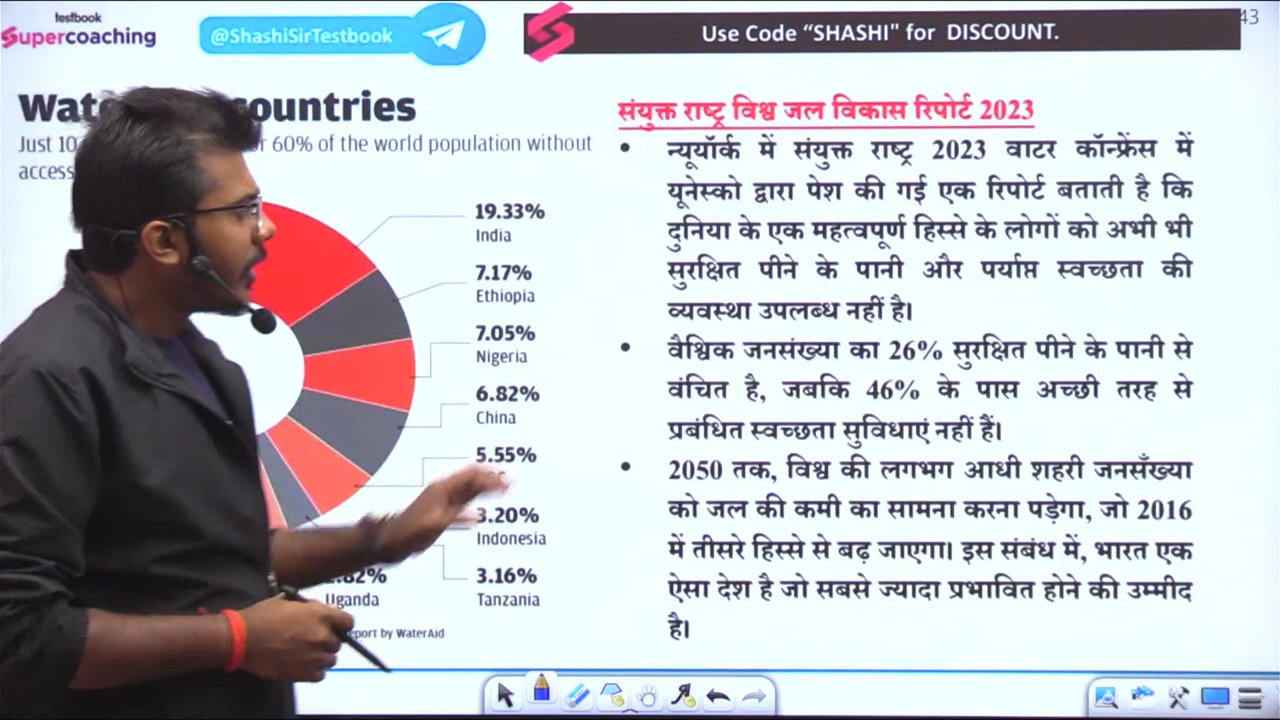 testbook
Supercoaching
@ShashiSirTestbook
Use Code “SHASHI" for DISCOUNT.
43
ountries
Just 10 60% of the world population without
access
19.33%
India
7.17%
Ethiopia
7.05%
Nigeria
6.82%
China
5.55%
3.20%
Indonesia
3.16%
Tanzania
.82%
Uganda
eport by WaterAid
संयुक्त राष्ट्र विश्व जल विकास रिपोर्ट 2023
• न्यूयॉर्क में संयुक्त राष्ट्र 2023 वाटर कॉन्फ्रेंस में
यूनेस्को द्वारा पेश की गई एक रिपोर्ट बताती है कि
दुनिया के एक महत्वपूर्ण हिस्से के लोगों को अभी भी
सुरक्षित पीने के पानी और पर्याप्त स्वच्छता की
व्यवस्था उपलब्ध नहीं है।
• वैश्विक जनसंख्या का 26% सुरक्षित पीने के पानी से
वंचित है, जबकि 46% के पास अच्छी तरह से
प्रबंधित स्वच्छता सुविधाएं नहीं हैं।
• 2050 तक, विश्व की लगभग आधी शहरी जनसँख्या
को जल की कमी का सामना करना पड़ेगा, जो 2016
में तीसरे हिस्से से बढ़ जाएगा। इस संबंध में, भारत एक
ऐसा देश है जो सबसे ज्यादा प्रभावित होने की उम्मीद
है।